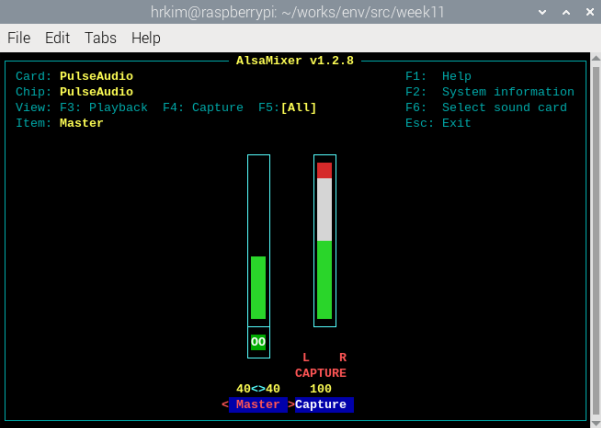 hrkim@raspberrypi: ~/works/env/src/week11
File Edit Tabs Help
AlsaMixer v1.2.8
Card: PulseAudio F1: Help
Chip: PulseAudio F2: System information
View: F3: Playback F4: Capture F5:[All] F6: Select sound card
Item: Master Esc: Exit
OO
L R
CAPTURE
40<>40 100
< Master >Capture